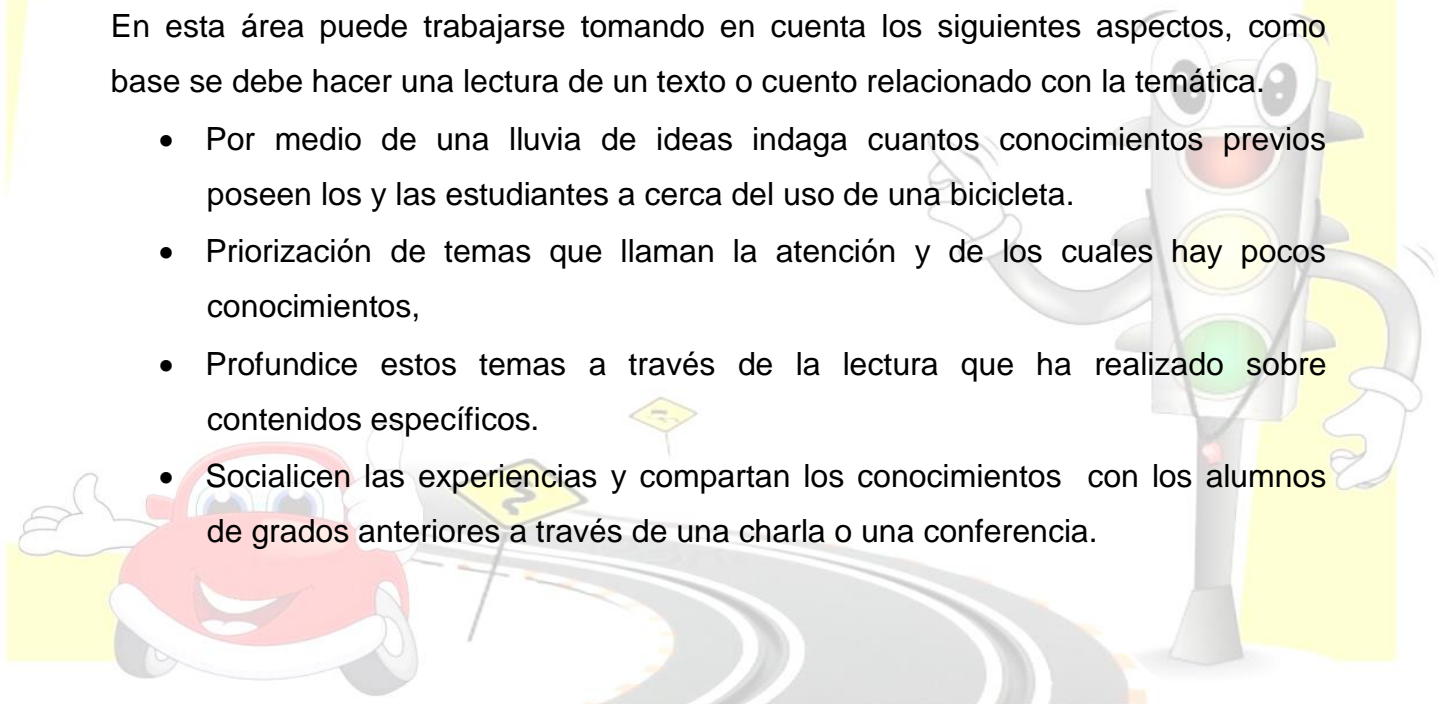 En esta área puede trabajarse tomando en cuenta los siguientes aspectos, como
base se debe hacer una lectura de un texto o cuento relacionado con la temática.
• Por medio de una lluvia de ideas indaga cuantos conocimientos previos
poseen los y las estudiantes a cerca del uso de una bicicleta.
• Priorización de temas que llaman la atención y de los cuales hay pocos
conocimientos,
• Profundice estos temas a través de la lectura que ha realizado sobre
contenidos específicos.
• Socialicen las experiencias y compartan los conocimientos con los alumnos
de grados anteriores a través de una charla o una conferencia.